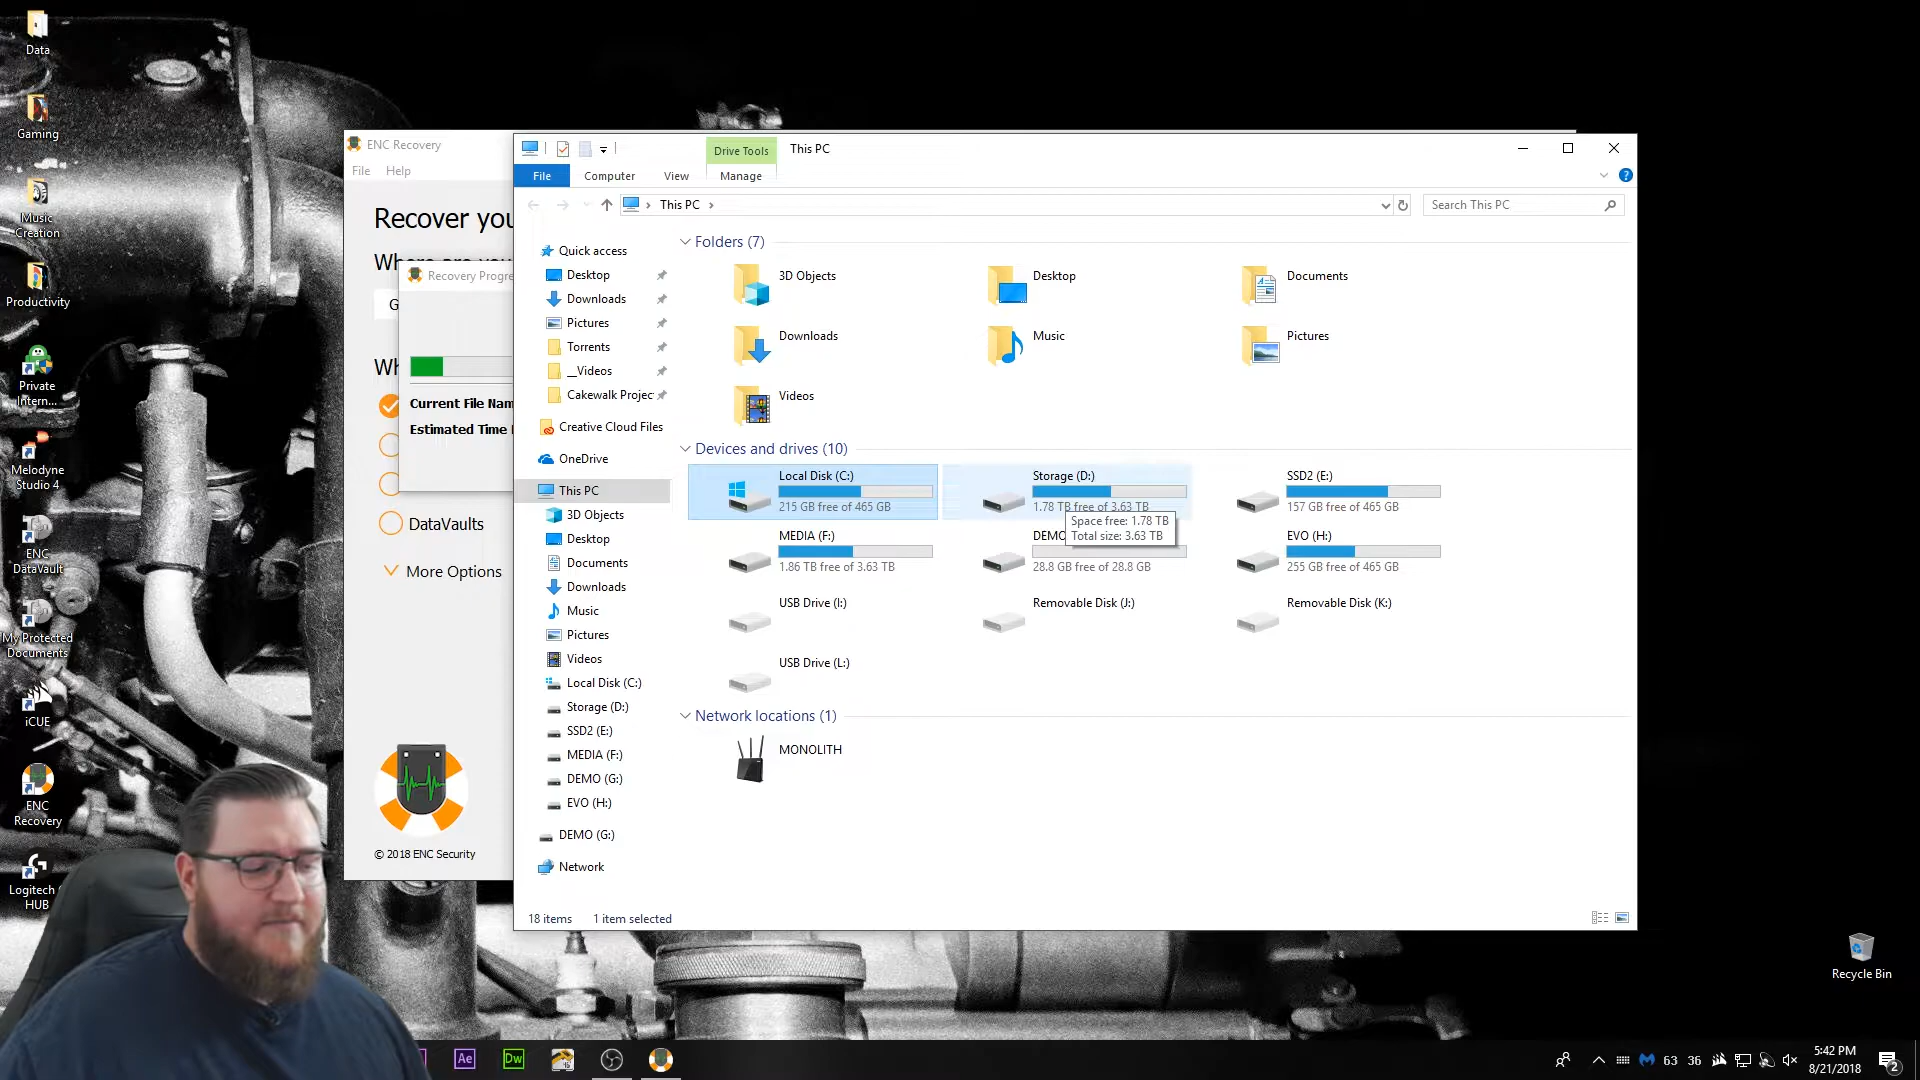 Data
Gaming
Music
Creation
Productivity
Private
Intern...
Melodyne
Studio 4
ENC
DataVault
My Protected
Documents
iCUE
ENC
Recovery
Logitech
HUB
ENC Recovery
File
Help
Recover you
Where are you
G
Wh
Recovery Progre
Current File Nam
Estimated Time
DataVaults
More Options
© 2018 ENC Security
Drive Tools
This PC
File
Computer
View
Manage
This PC
Search This PC
Quick access
Desktop
Downloads
Pictures
Torrents
__Videos
Cakewalk Projec
Creative Cloud Files
OneDrive
This PC
3D Objects
Desktop
Documents
Downloads
Music
Pictures
Videos
Local Disk (C:)
Storage (D:)
SSD2 (E:)
MEDIA (F:)
DEMO (G:)
EVO (H:)
DEMO (G:)
Network
Folders (7)
3D Objects
Desktop
Documents
Downloads
Music
Pictures
Videos
Devices and drives (10)
Local Disk (C:)
215 GB free of 465 GB
Storage (D:)
1.78 TB free of 3.63 TB
Space free: 1.78 TB
Total size: 3.63 TB
SSD2 (E:)
157 GB free of 465 GB
MEDIA (F:)
1.86 TB free of 3.63 TB
DEMO
28.8 GB free of 28.8 GB
EVO (H:)
255 GB free of 465 GB
USB Drive (I:)
Removable Disk (J:)
Removable Disk (K:)
USB Drive (L:)
Network locations (1)
MONOLITH
18 items
1 item selected
Recycle Bin
Ae
Dw
63
36
5:42 PM
8/21/2018
2